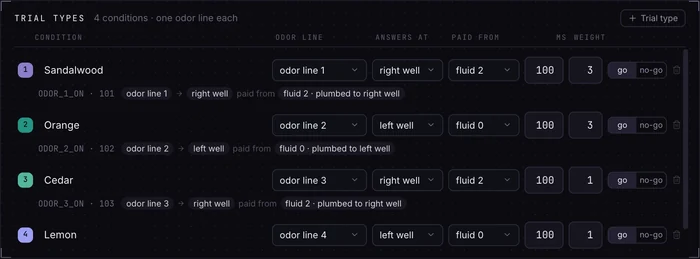 TRIAL TYPES 4 conditions · one odor line each + Trial type
CONDITION ODOR LINE ANSWERS AT PAID FROM MS WEIGHT
1 Sandalwood odor line 1 right well fluid 2 100 3 go no-go
ODOR_1_ON · 101 odor line 1 → right well paid from fluid 2 · plumbed to right well
2 Orange odor line 2 left well fluid 0 100 3 go no-go
ODOR_2_ON · 102 odor line 2 → left well paid from fluid 0 · plumbed to left well
3 Cedar odor line 3 right well fluid 2 100 1 go no-go
ODOR_3_ON · 103 odor line 3 → right well paid from fluid 2 · plumbed to right well
4 Lemon odor line 4 left well fluid 0 100 1 go no-go